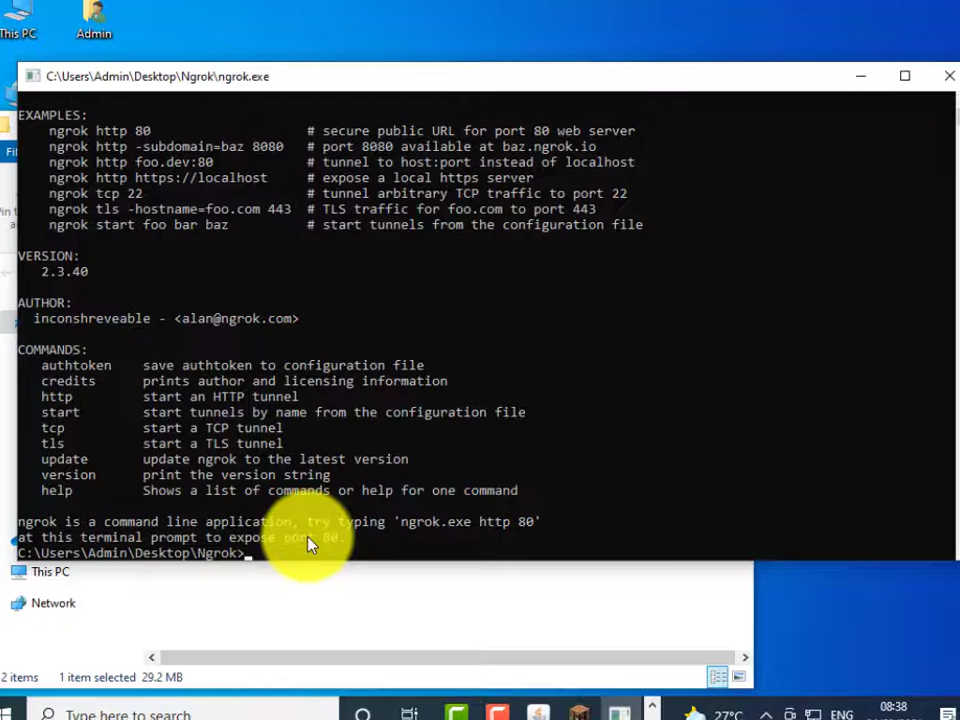 This PC
Admin
C:\Users\Admin\Desktop\Ngrok\ngrok.exe
EXAMPLES:
ngrok http 80 # secure public URL for port 80 web server
ngrok http -subdomain=baz 8080 # port 8080 available at baz.ngrok.io
ngrok http foo.dev:80 # tunnel to host:port instead of localhost
ngrok http https://localhost # expose a local https server
ngrok tcp 22 # tunnel arbitrary TCP traffic to port 22
ngrok tls -hostname=foo.com 443 # TLS traffic for foo.com to port 443
ngrok start foo bar baz # start tunnels from the configuration file
VERSION:
2.3.40
AUTHOR:
inconshreveable - <alan@ngrok.com>
COMMANDS:
authtoken save authtoken to configuration file
credits prints author and licensing information
http start an HTTP tunnel
start start tunnels by name from the configuration file
tcp start a TCP tunnel
tls start a TLS tunnel
update update ngrok to the latest version
version print the version string
help Shows a list of commands or help for one command
ngrok is a command line application, try typing 'ngrok.exe http 80'
at this terminal prompt to expose port 80.
C:\Users\Admin\Desktop\Ngrok>
This PC
Network
2 items 1 item selected 29.2 MB
Type here to search
27°C
ENG
08:38